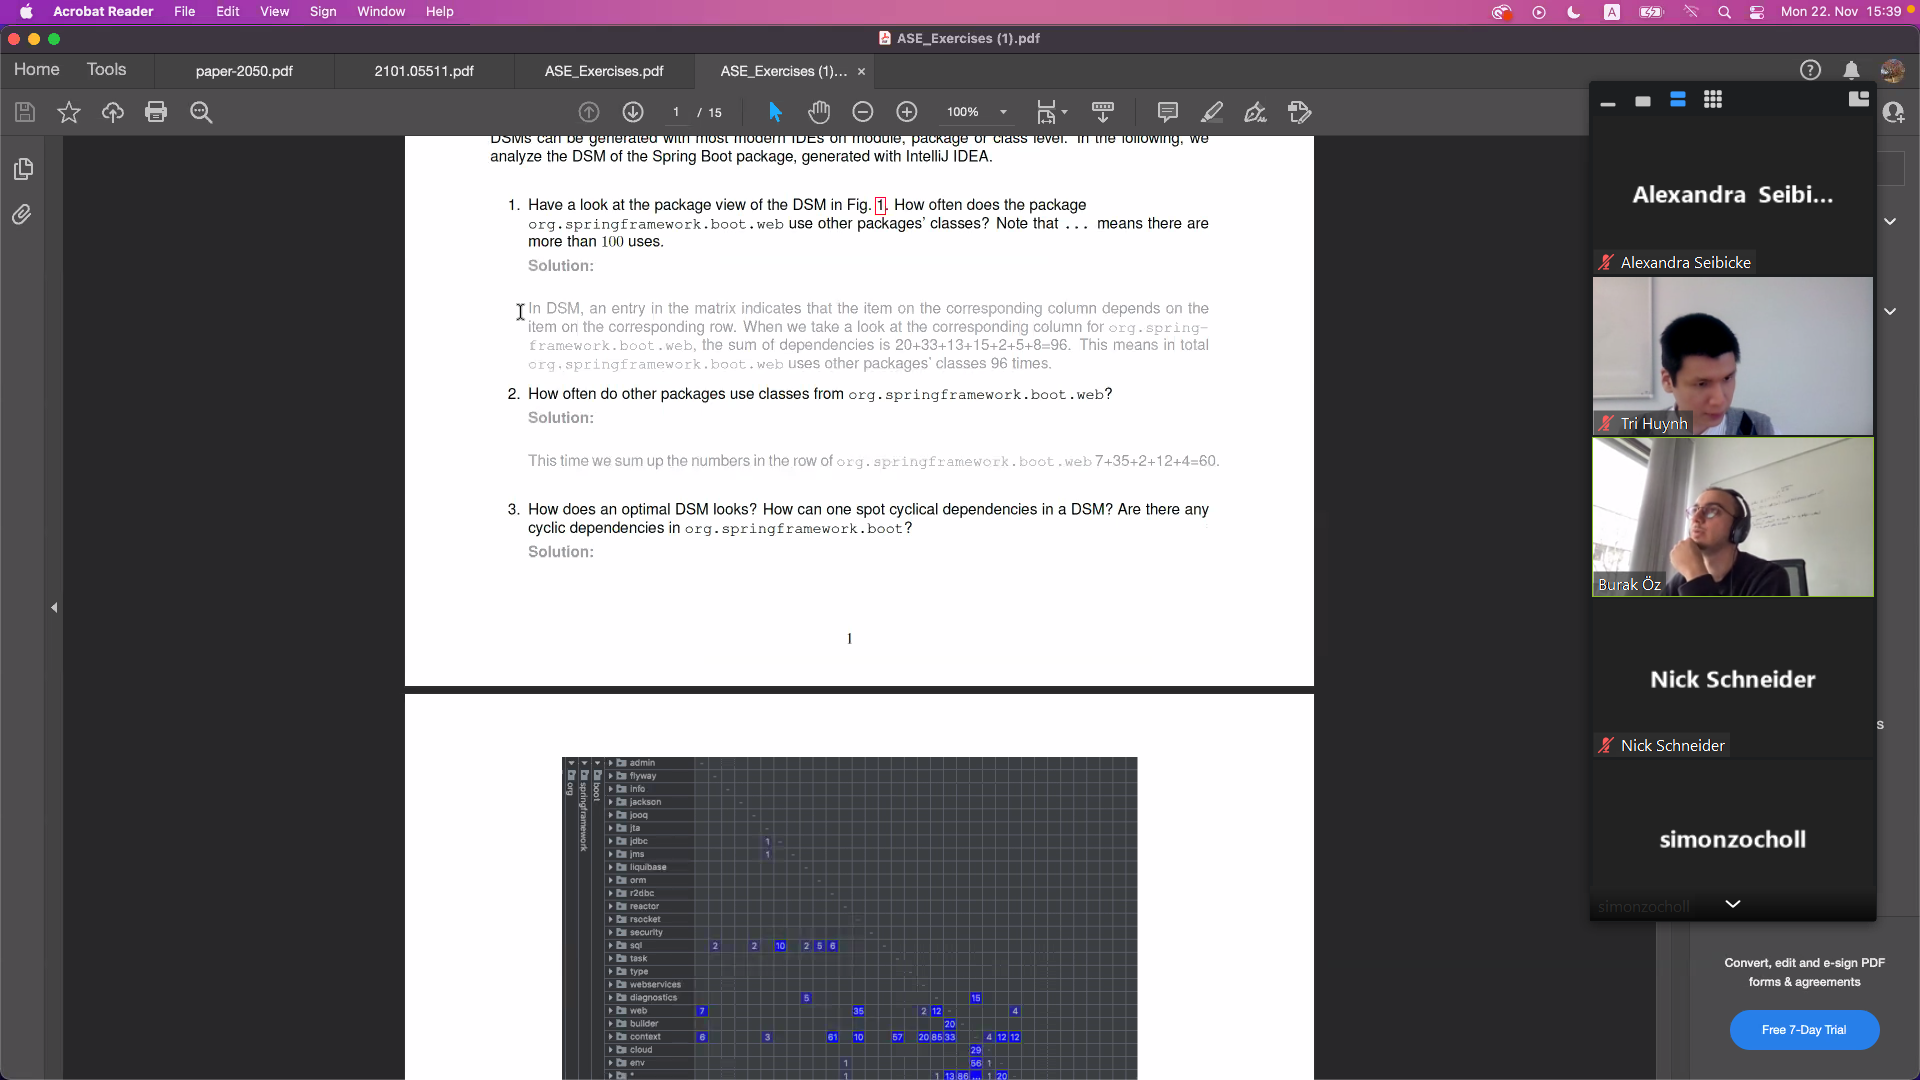 Acrobat Reader File Edit View Sign Window Help
A
Mon 22. Nov 15:39
ASE_Exercises (1).pdf
Home Tools paper-2050.pdf 2101.05511.pdf ASE_Exercises.pdf ASE_Exercises (1)... ×
1 / 15 100%
DSMs can be generated with most modern IDEs on module, package or class level. In the following, we
analyze the DSM of the Spring Boot package, generated with IntelliJ IDEA.
1. Have a look at the package view of the DSM in Fig. 1. How often does the package
org.springframework.boot.web use other packages' classes? Note that ... means there are
more than 100 uses.
Solution:
In DSM, an entry in the matrix indicates that the item on the corresponding column depends on the
item on the corresponding row. When we take a look at the corresponding column for org.spring-
framework.boot.web, the sum of dependencies is 20+33+13+15+2+5+8=96. This means in total
org.springframework.boot.web uses other packages' classes 96 times.
2. How often do other packages use classes from org.springframework.boot.web?
Solution:
This time we sum up the numbers in the row of org.springframework.boot.web 7+35+2+12+4=60.
3. How does an optimal DSM looks? How can one spot cyclical dependencies in a DSM? Are there any
cyclic dependencies in org.springframework.boot?
Solution:
1
org
springframework
boot
admin
flyway
info
jackson
jooq
jta
jdbc 1
jms 1
liquibase
orm
r2dbc
reactor
rsocket
security
sql 2 2 10 2 5 6
task
type
webservices
diagnostics 5 15
web 7 35 2 12 4
builder 20
context 6 3 61 10 57 20 85 33 4 12 12
cloud 29
env 1 56 1
* 1 1 13 86 ... 1 20
Alexandra Seibi...
Alexandra Seibicke
Tri Huynh
Burak Öz
Nick Schneider
Nick Schneider
simonzocholl
simonzocholl
s
Convert, edit and e-sign PDF
forms & agreements
Free 7-Day Trial